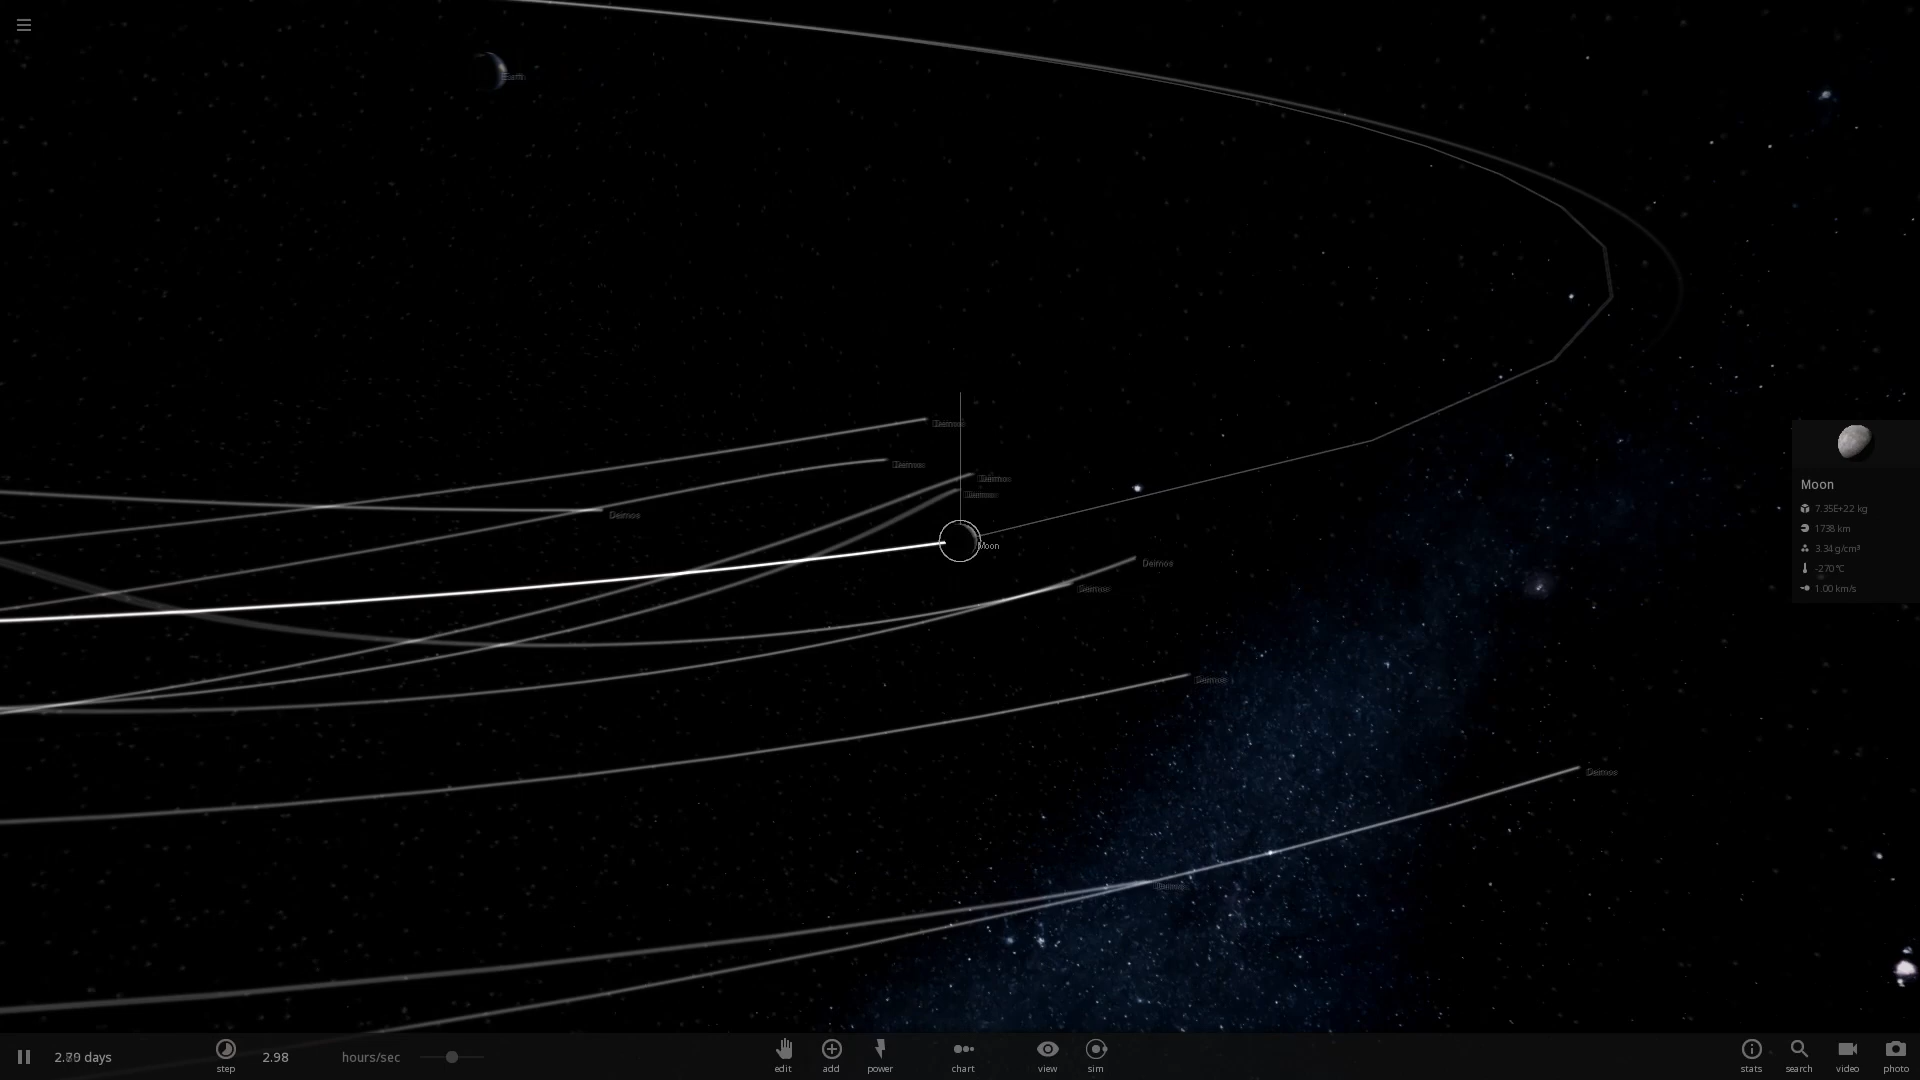 Earth
Deimos
Deimos
Deimos
Deimos
Deimos
Moon
Deimos
Deimos
Deimos
Deimos
Deimos
Moon
7.35E+22 kg
1738 km
3.34 g/cm³
-270 °C
1.00 km/s
days
step
2.98
hours/sec
edit
add
power
chart
view
sim
stats
search
video
photo